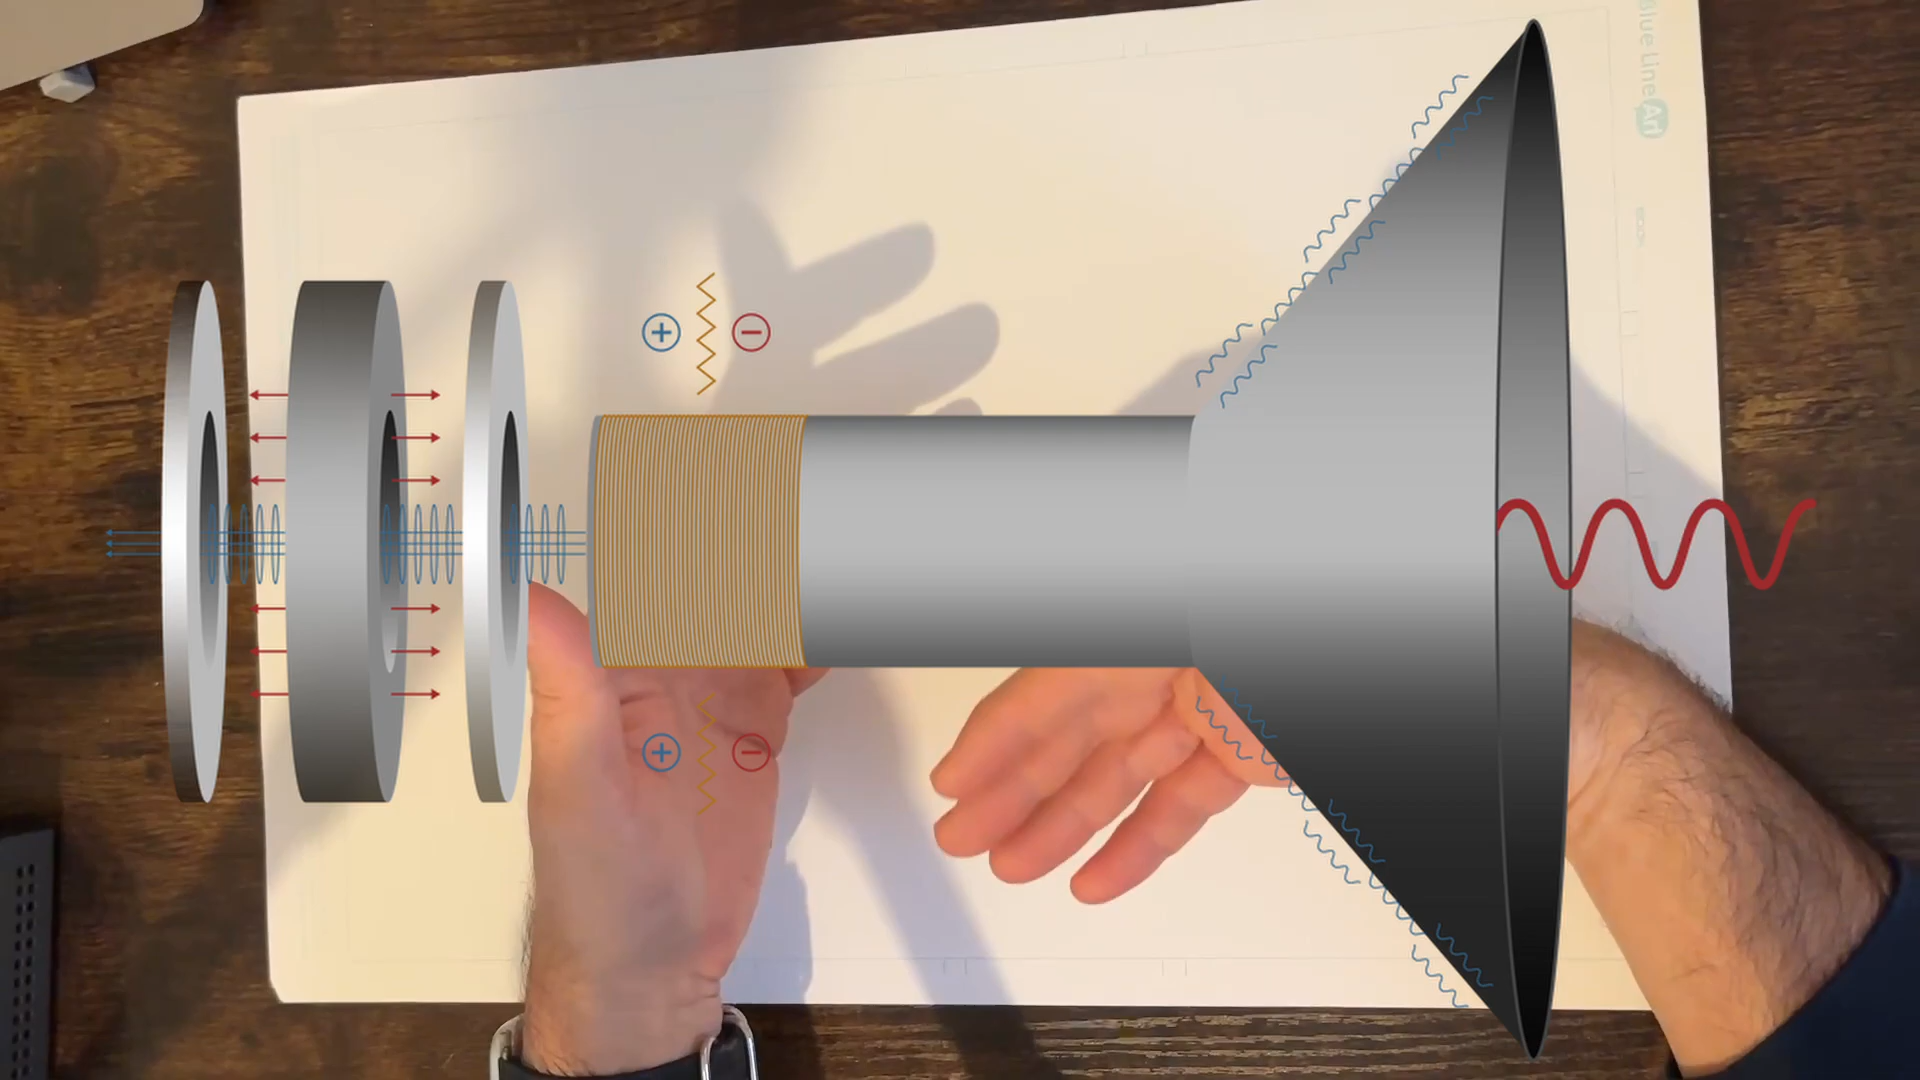 Blue Line Art
+
−
+
−